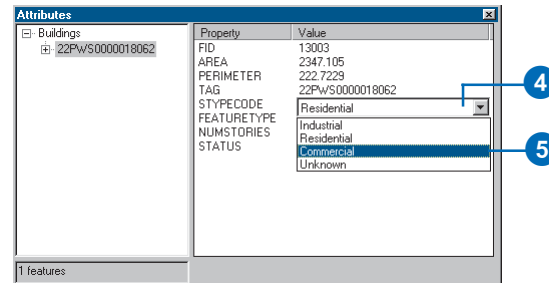 Attributes
Buildings
22PWS0000018062
Property Value
FID 13003
AREA 2347.105
PERIMETER 222.7229
TAG 22PWS0000018062
STYPECODE Residential
FEATURETYPE
NUMSTORIES
STATUS
Industrial
Residential
Commercial
Unknown
4
5
1 features